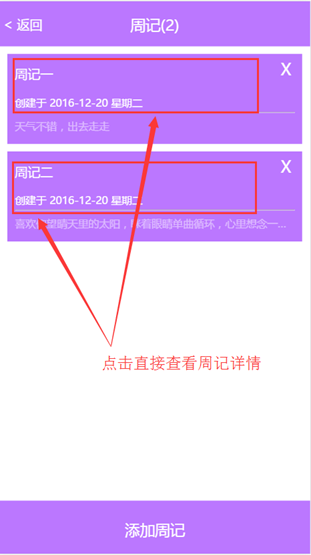 < 返回
周记(2)
周记一
X
创建于 2016-12-20 星期二
天气不错，出去走走
周记二
X
创建于 2016-12-20 星期二
喜欢 望晴天里的太阳， 着眼睛单曲循环，心里想念一...
点击直接查看周记详情
添加周记